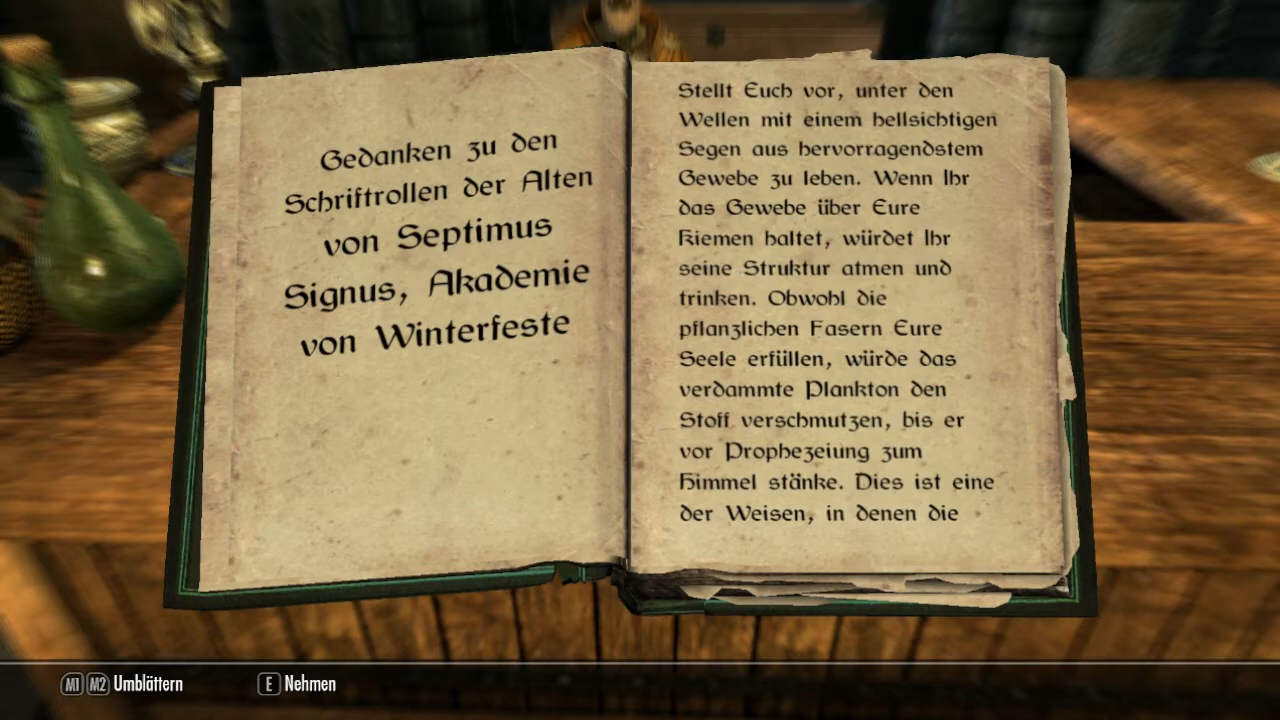 Gedanken zu den
Schriftrollen der Alten
von Septimus
Signus, Akademie
von Winterfeste
Stellt Euch vor, unter den
Wellen mit einem hellsichtigen
Segen aus hervorragendstem
Gewebe zu leben. Wenn Ihr
das Gewebe über Eure
Kiemen haltet, würdet Ihr
seine Struktur atmen und
trinken. Obwohl die
pflanzlichen Fasern Eure
Seele erfüllen, würde das
verdammte Plankton den
Stoff verschmutzen, bis er
vor Prophezeiung zum
Himmel stänke. Dies ist eine
der Weisen, in denen die
M1 M2 Umblättern
E Nehmen